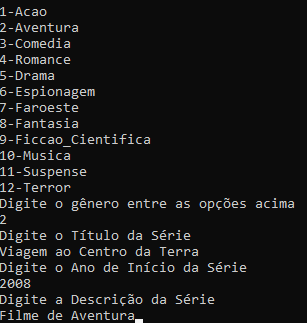 1-Acao
2-Aventura
3-Comedia
4-Romance
5-Drama
6-Espionagem
7-Faroeste
8-Fantasia
9-Ficcao_Cientifica
10-Musica
11-Suspense
12-Terror
Digite o gênero entre as opções acima
2
Digite o Título da Série
Viagem ao Centro da Terra
Digite o Ano de Início da Série
2008
Digite a Descrição da Série
Filme de Aventura